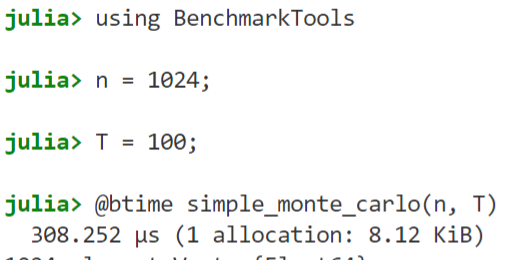 julia> using BenchmarkTools
julia> n = 1024;
julia> T = 100;
julia> @btime simple_monte_carlo(n, T)
308.252 μs (1 allocation: 8.12 KiB)